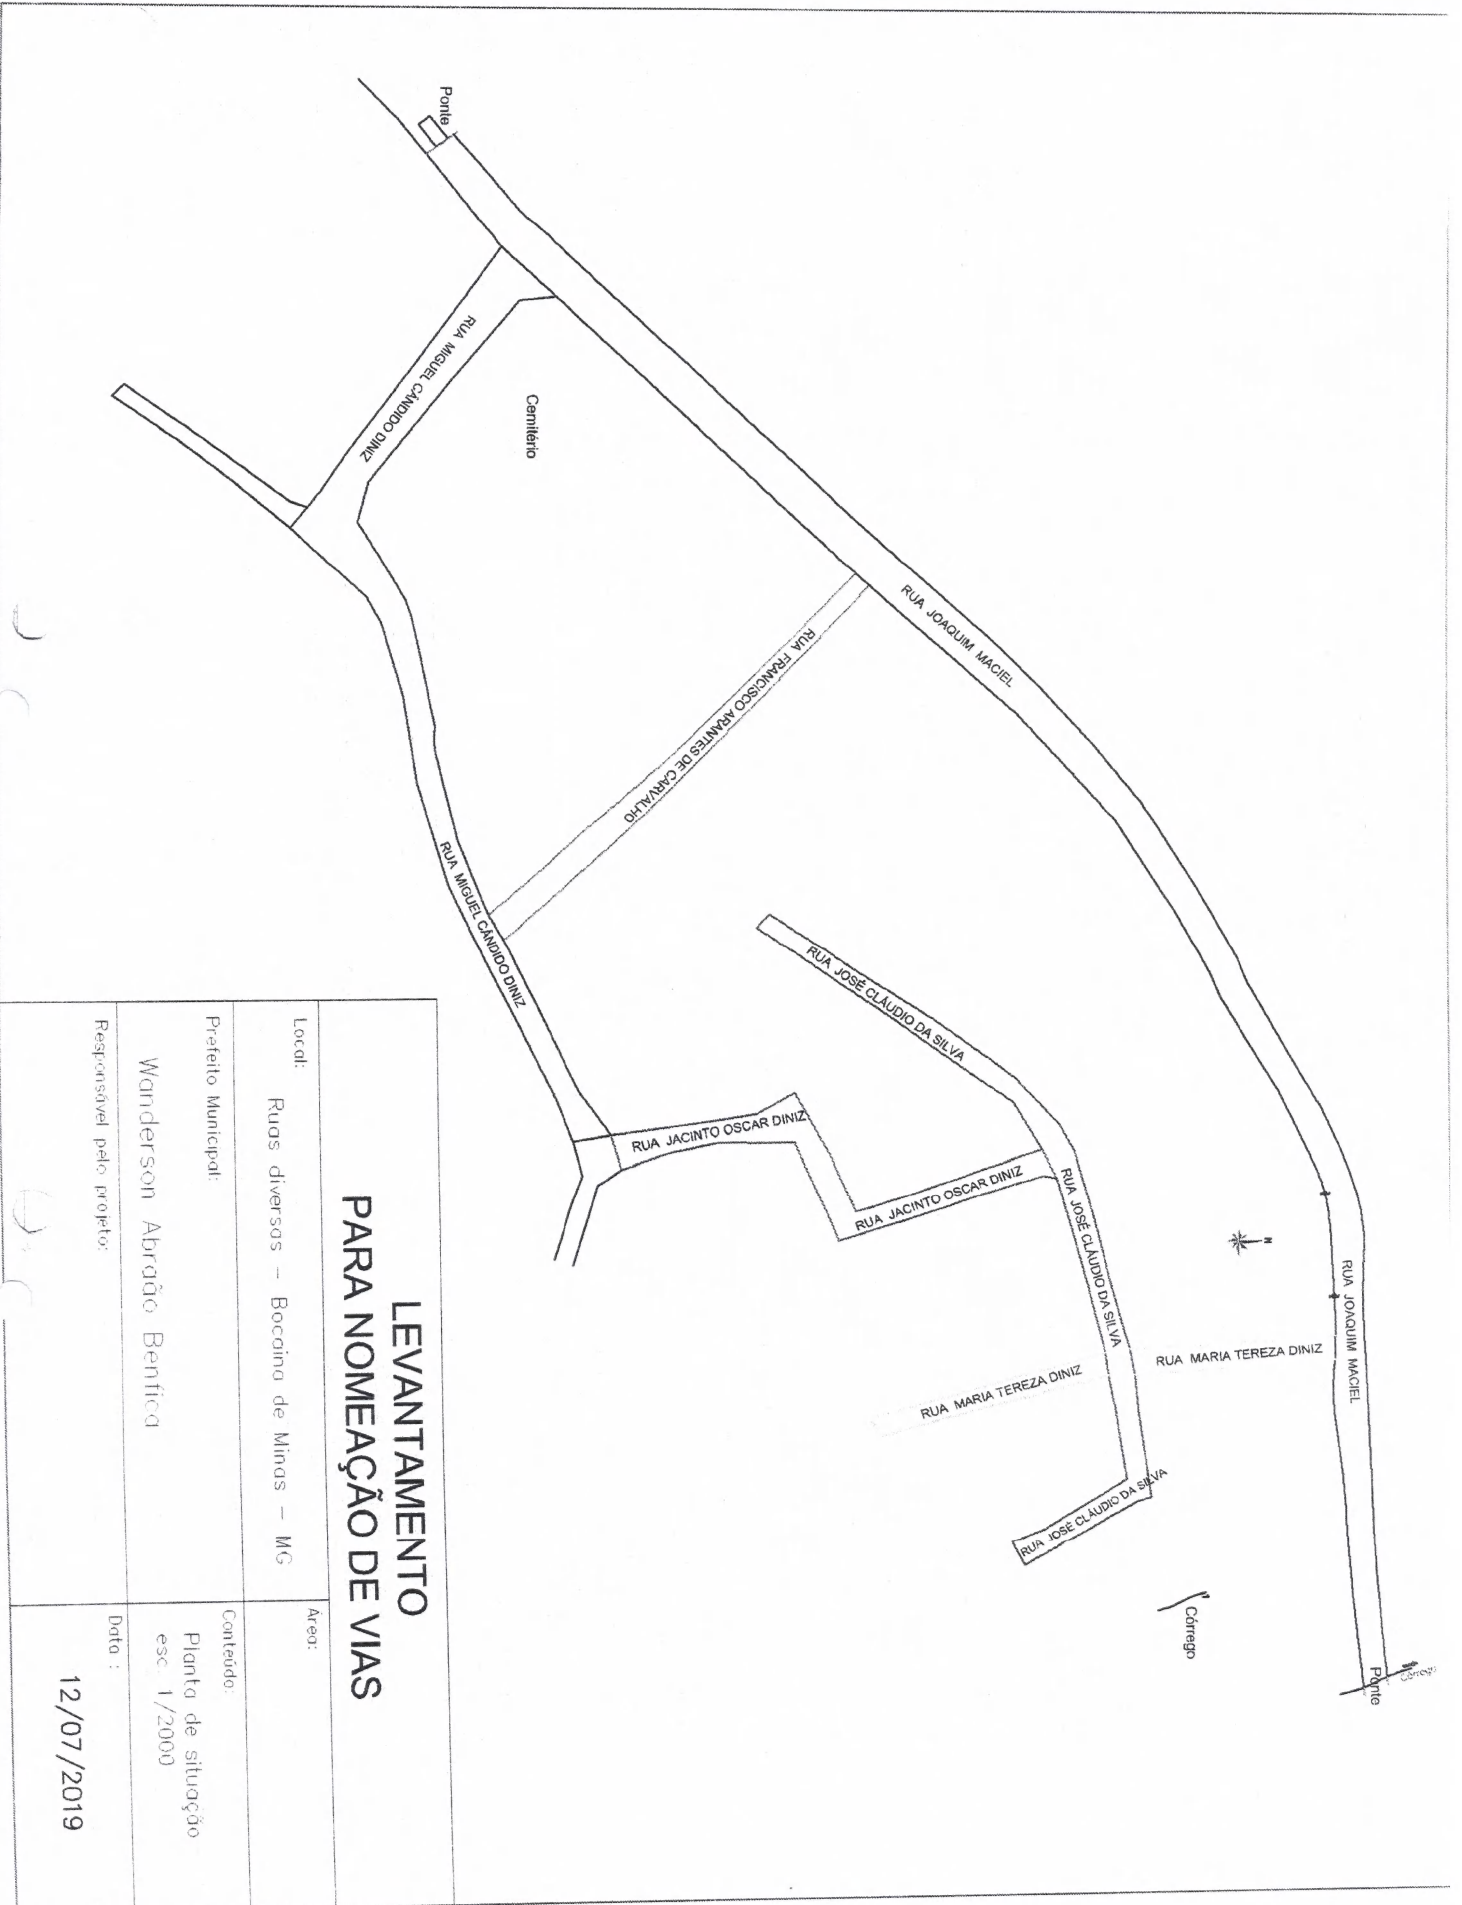 Ponte
RUA MIGUEL CÂNDIDO DINIZ
Cemitério
RUA JOAQUIM MACIEL
RUA FRANCISCO ARANTES DE CARVALHO
RUA MIGUEL CÂNDIDO DINIZ
RUA JOSÉ CLÁUDIO DA SILVA
RUA JACINTO OSCAR DINIZ
RUA JACINTO OSCAR DINIZ
RUA JOSÉ CLÁUDIO DA SILVA
N
RUA JOAQUIM MACIEL
RUA MARIA TEREZA DINIZ
RUA MARIA TEREZA DINIZ
RUA JOSÉ CLÁUDIO DA SILVA
Córrego
Córrego
Ponte
LEVANTAMENTO
PARA NOMEAÇÃO DE VIAS
Local:
Ruas diversas - Bocaina de Minas - MG
Área:
Prefeito Municipal:
Wanderson Abraão Benfica
Conteúdo:
Planta de situação
esc 1/2000
Responsável pelo projeto:
Data :
12/07/2019